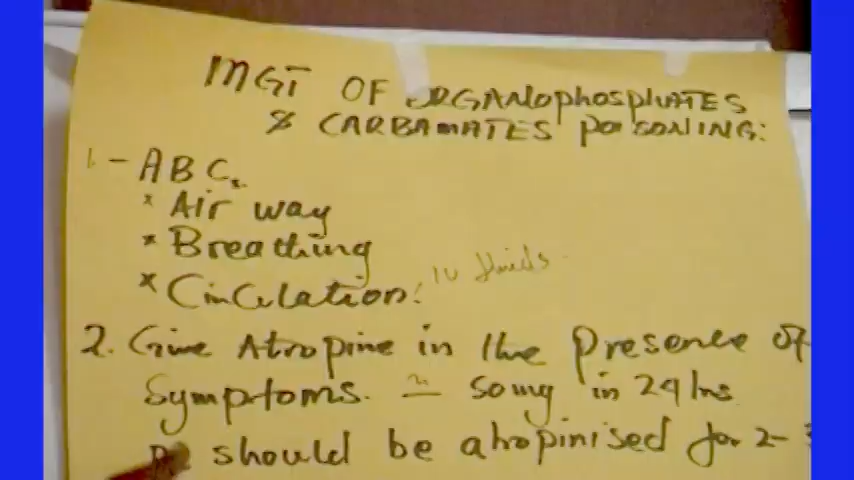 MGT OF ORGANOphosphATES
& CARBAMATES POISONING:
1 - ABCs
* Air way
* Breathing
* Circulation: IV fluids
2. Give Atropine in the Presence of
Symptoms. ≃ 50mg in 24hrs
should be atropinised for 2-